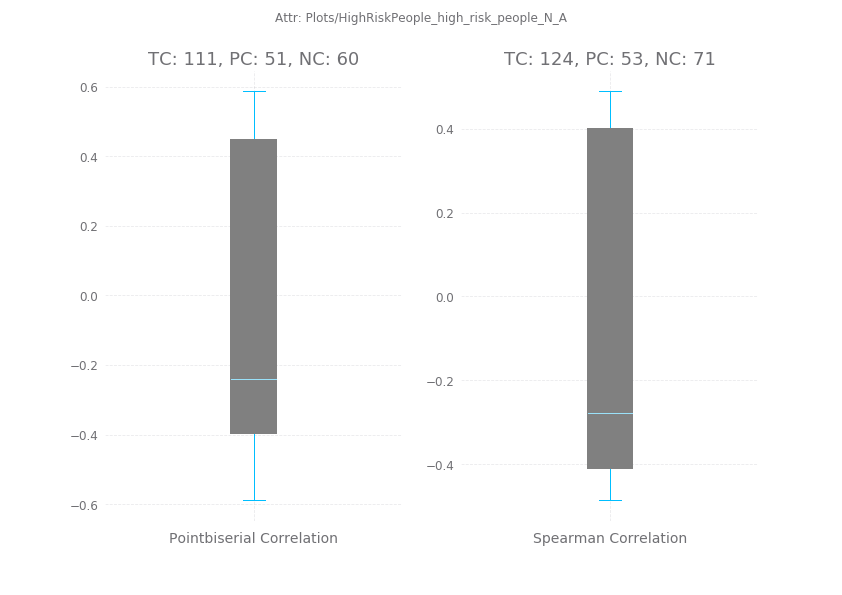 Attr: Plots/HighRiskPeople_high_risk_people_N_A
TC: 111, PC: 51, NC: 60
0.6
0.4
0.2
0.0
−0.2
−0.4
−0.6
Pointbiserial Correlation
TC: 124, PC: 53, NC: 71
0.4
0.2
0.0
−0.2
−0.4
Spearman Correlation